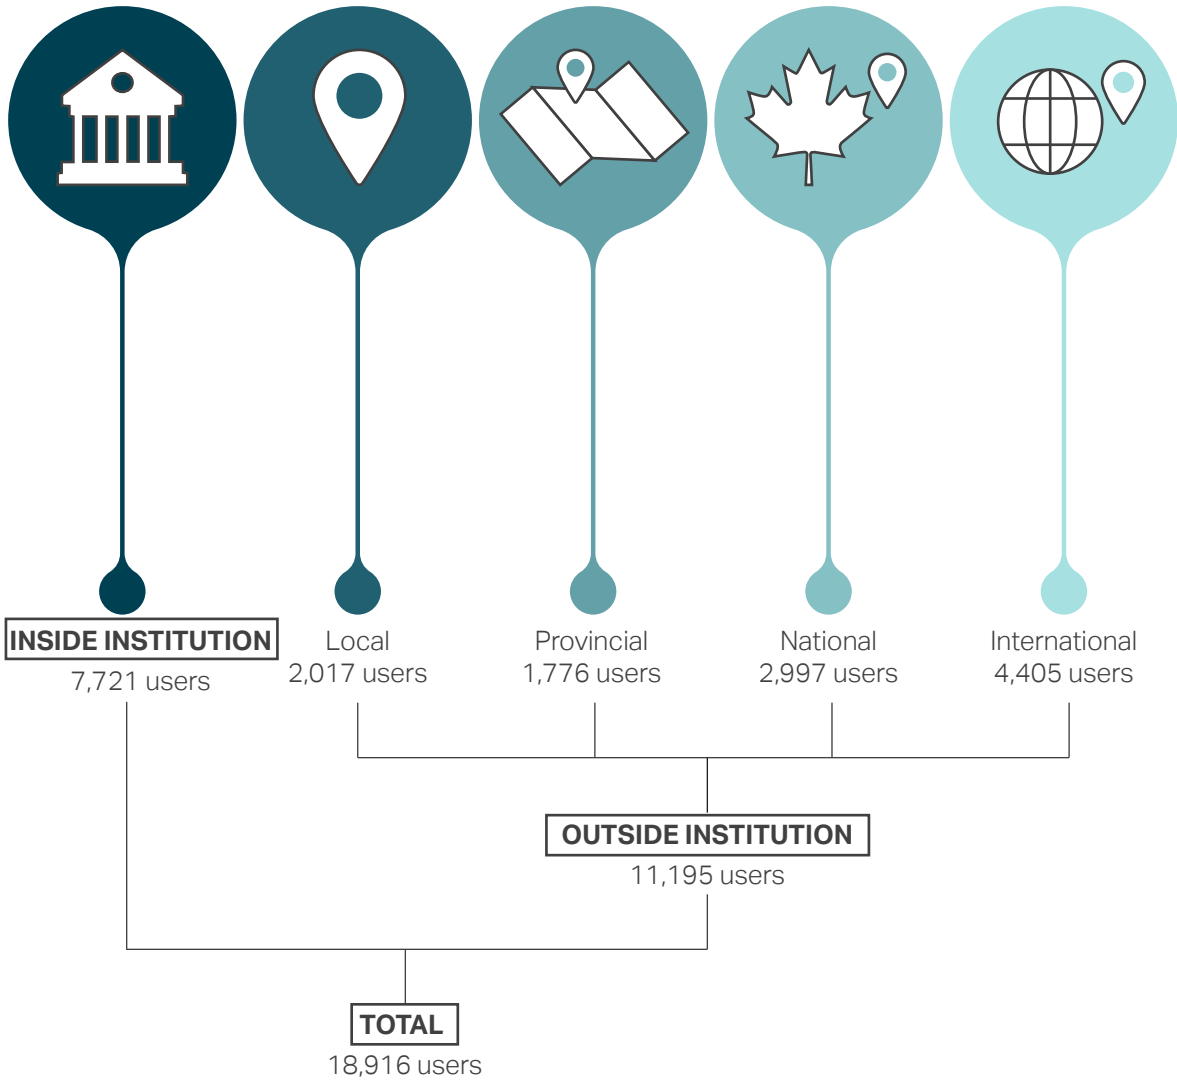 INSIDE INSTITUTION
7,721 users
Local
2,017 users
Provincial
1,776 users
National
2,997 users
International
4,405 users
OUTSIDE INSTITUTION
11,195 users
TOTAL
18,916 users